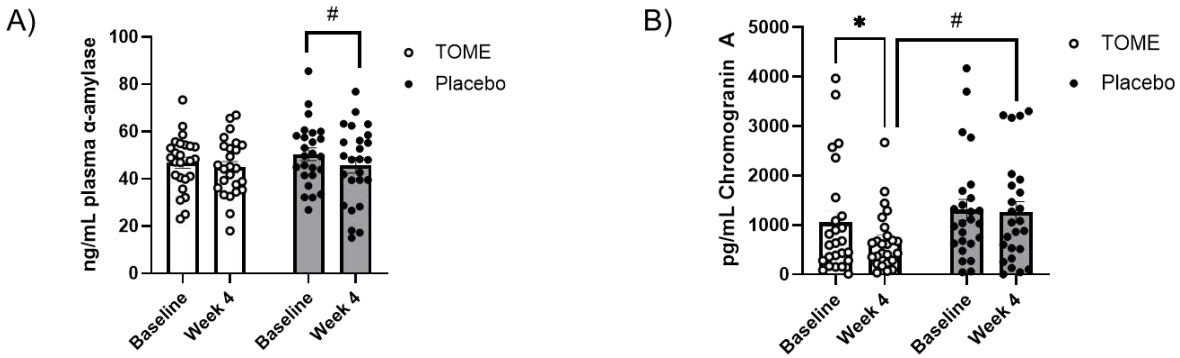 A)
ng/mL plasma α-amylase
100
80
60
40
20
0
#
TOME
Placebo
Baseline
Week 4
Baseline
Week 4
B)
pg/mL Chromogranin A
5000
4000
3000
2000
1000
0
*
#
TOME
Placebo
Baseline
Week 4
Baseline
Week 4